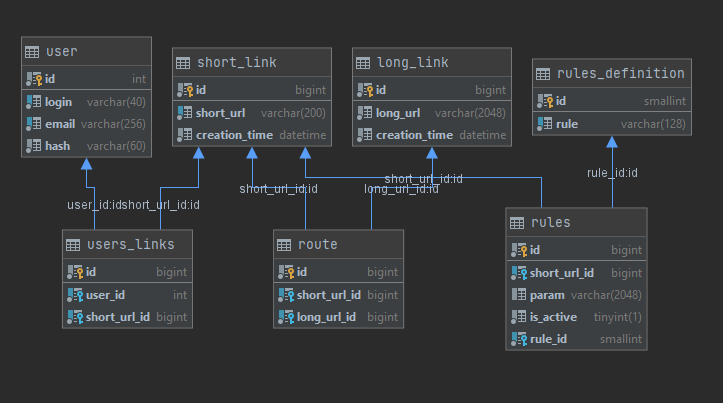 user
id int
login varchar(40)
email varchar(256)
hash varchar(60)
short_link
id bigint
short_url varchar(200)
creation_time datetime
long_link
id bigint
long_url varchar(2048)
creation_time datetime
rules_definition
id smallint
rule varchar(128)
user_id:id
short_url_id:id
short_url_id:id
long_url_id:id
short_url_id:id
rule_id:id
users_links
id bigint
user_id int
short_url_id bigint
route
id bigint
short_url_id bigint
long_url_id bigint
rules
id bigint
short_url_id bigint
param varchar(2048)
is_active tinyint(1)
rule_id smallint